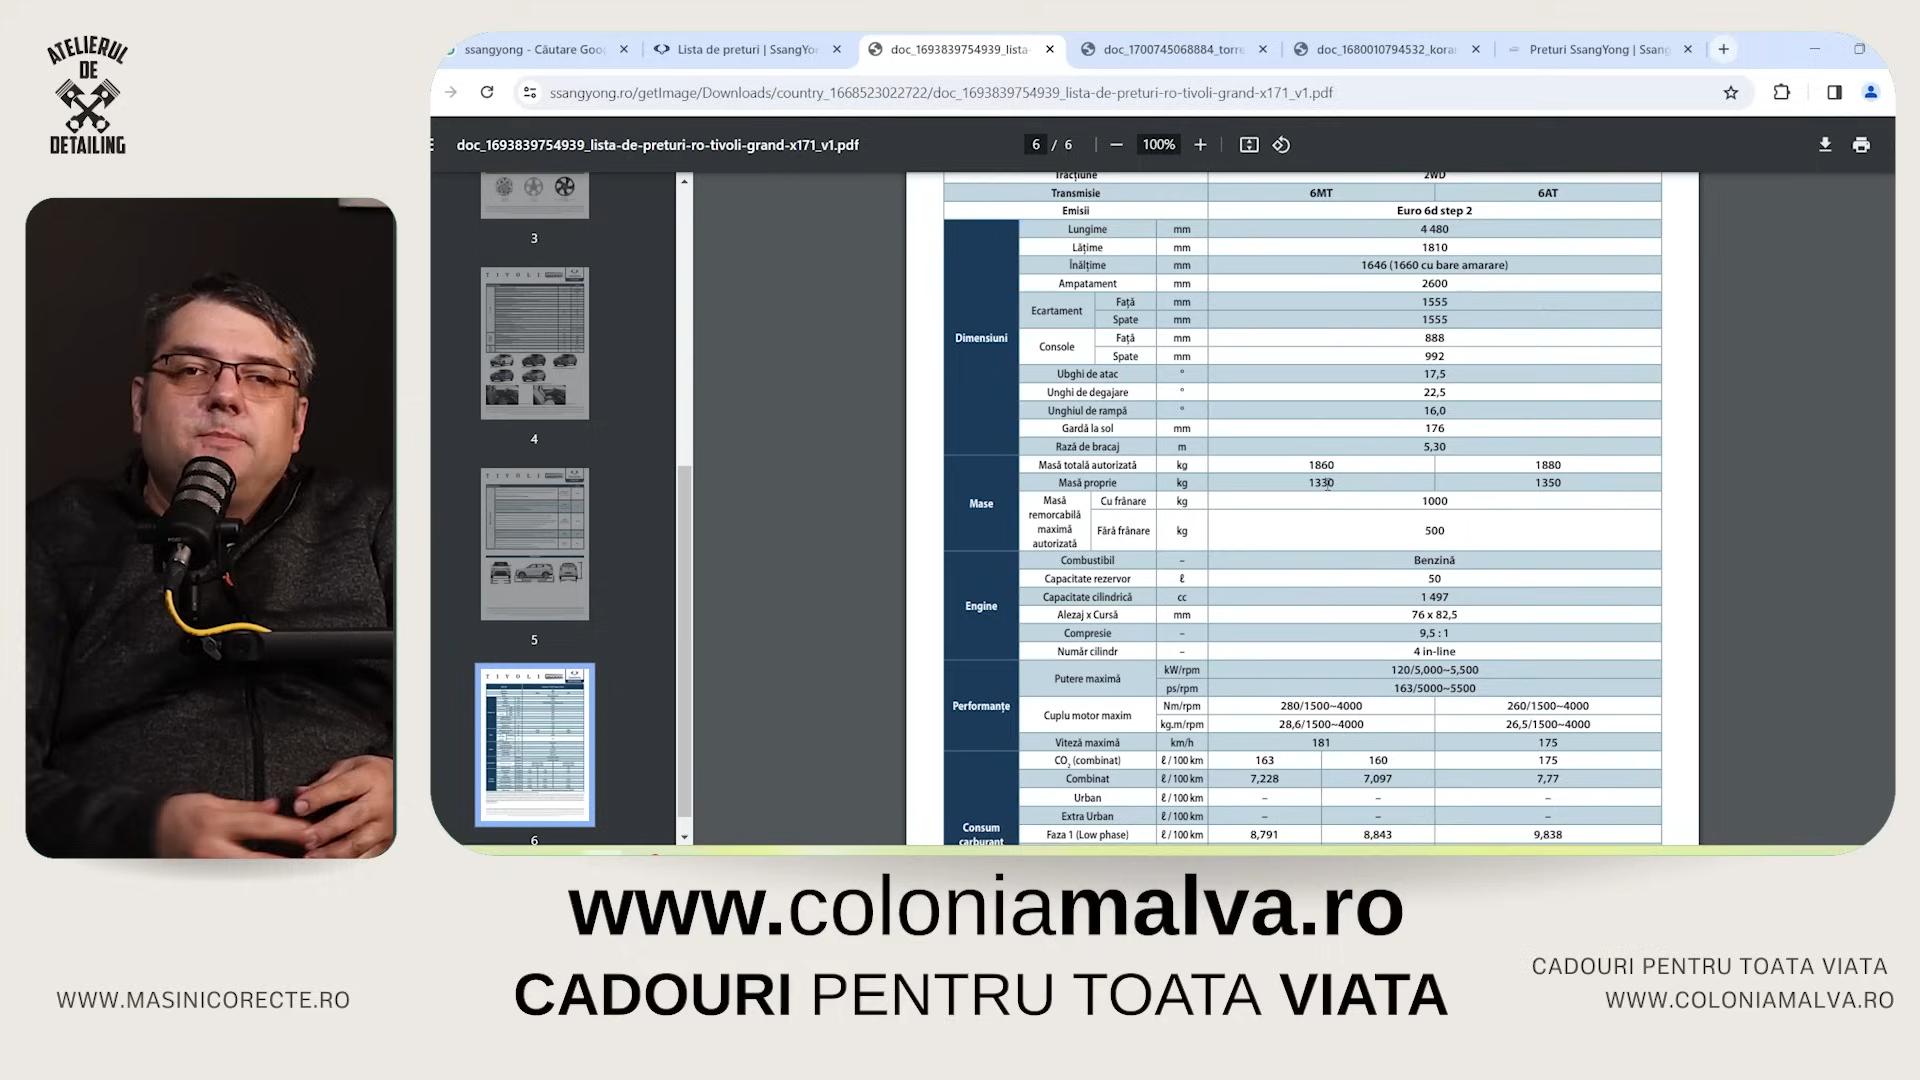 ATELIERUL
DE
DETAILING
ssangyong - Căutare Goo
Lista de preturi | SsangYo
doc_1693839754939_lista-
doc_1700745068884_torre
doc_1680010794532_kora
Preturi SsangYong | Ssang
ssangyong.ro/getImage/Downloads/country_1668523022722/doc_1693839754939_lista-de-preturi-ro-tivoli-grand-x171_v1.pdf
doc_1693839754939_lista-de-preturi-ro-tivoli-grand-x171_v1.pdf
6 / 6
100%
3
TIVOLI
4
TIVOLI
5
TIVOLI
6
Tracțiune 2WD
Transmisie 6MT 6AT
Emisii Euro 6d step 2
Dimensiuni
Lungime mm 4 480
Lățime mm 1810
Înălțime mm 1646 (1660 cu bare amarare)
Ampatament mm 2600
Ecartament Față mm 1555
Spate mm 1555
Console Față mm 888
Spate mm 992
Ubghi de atac ° 17,5
Unghi de degajare ° 22,5
Unghiul de rampă ° 16,0
Gardă la sol mm 176
Rază de bracaj m 5,30
Mase
Masă totală autorizată kg 1860 1880
Masă proprie kg 1330 1350
Masă remorcabilă maximă autorizată
Cu frânare kg 1000
Fără frânare kg 500
Engine
Combustibil – Benzină
Capacitate rezervor ℓ 50
Capacitate cilindrică cc 1 497
Alezaj x Cursă mm 76 x 82,5
Compresie – 9,5 : 1
Număr cilindr – 4 in-line
Performanțe
Putere maximă kW/rpm 120/5,000~5,500
ps/rpm 163/5000~5500
Cuplu motor maxim Nm/rpm 280/1500~4000 260/1500~4000
kg.m/rpm 28,6/1500~4000 26,5/1500~4000
Viteză maximă km/h 181 175
Consum carburant
CO2 (combinat) ℓ / 100 km 163 160 175
Combinat ℓ / 100 km 7,228 7,097 7,77
Urban ℓ / 100 km – – –
Extra Urban ℓ / 100 km – – –
Faza 1 (Low phase) ℓ / 100 km 8,791 8,843 9,838
www.coloniamalva.ro
CADOURI PENTRU TOATA VIATA
WWW.MASINICORECTE.RO
CADOURI PENTRU TOATA VIATA
WWW.COLONIAMALVA.RO